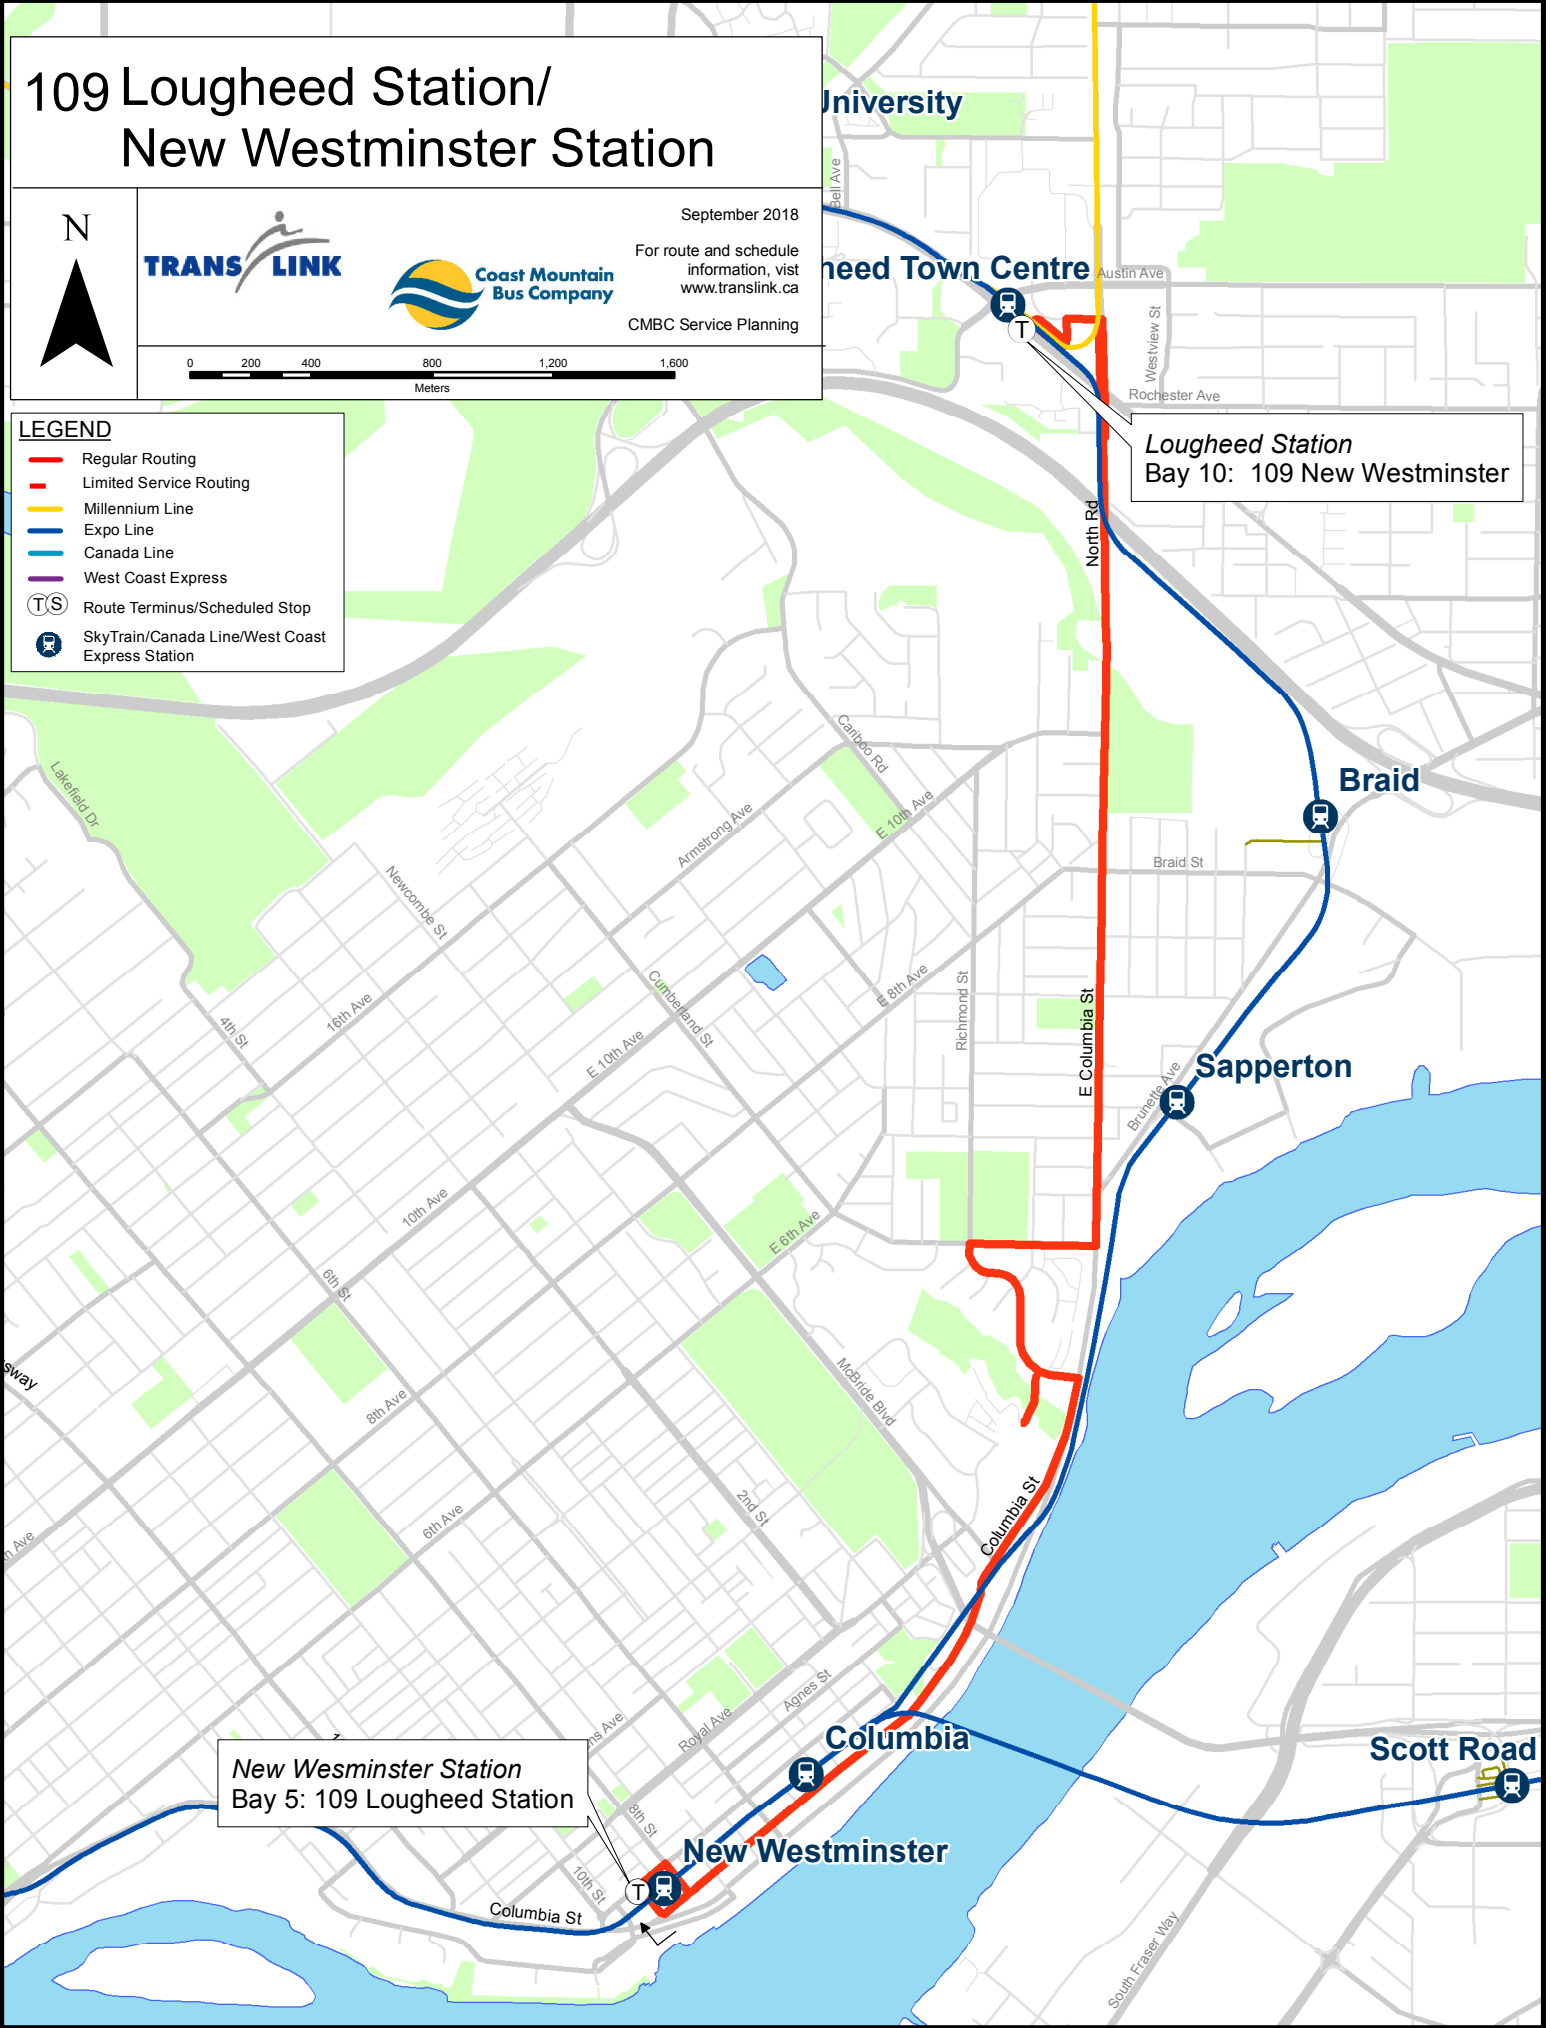 109 Lougheed Station/
New Westminster Station
N
TRANS LINK
Coast Mountain
Bus Company
September 2018
For route and schedule
information, vist
www.translink.ca
CMBC Service Planning
0 200 400 800 1,200 1,600
Meters
LEGEND
Regular Routing
Limited Service Routing
Millennium Line
Expo Line
Canada Line
West Coast Express
T S Route Terminus/Scheduled Stop
SkyTrain/Canada Line/West Coast
Express Station
University
Bell Ave
heed Town Centre
Austin Ave
T
Westview St
Rochester Ave
Lougheed Station
Bay 10: 109 New Westminster
North Rd
Cariboo Rd
Lakefield Dr
Braid
E 10th Ave
Armstrong Ave
Braid St
Newcombe St
E 8th Ave
Cumberland St
Richmond St
16th Ave
4th St
E 10th Ave
E Columbia St
Sapperton
Brunette Ave
10th Ave
E 6th Ave
6th St
sway
McBride Blvd
8th Ave
2nd St
6th Ave
Columbia St
h Ave
Agnes St
Royal Ave
ns Ave
Columbia
Scott Road
New Wesminster Station
Bay 5: 109 Lougheed Station
8th St
New Westminster
10th St
T
Columbia St
South Fraser Way